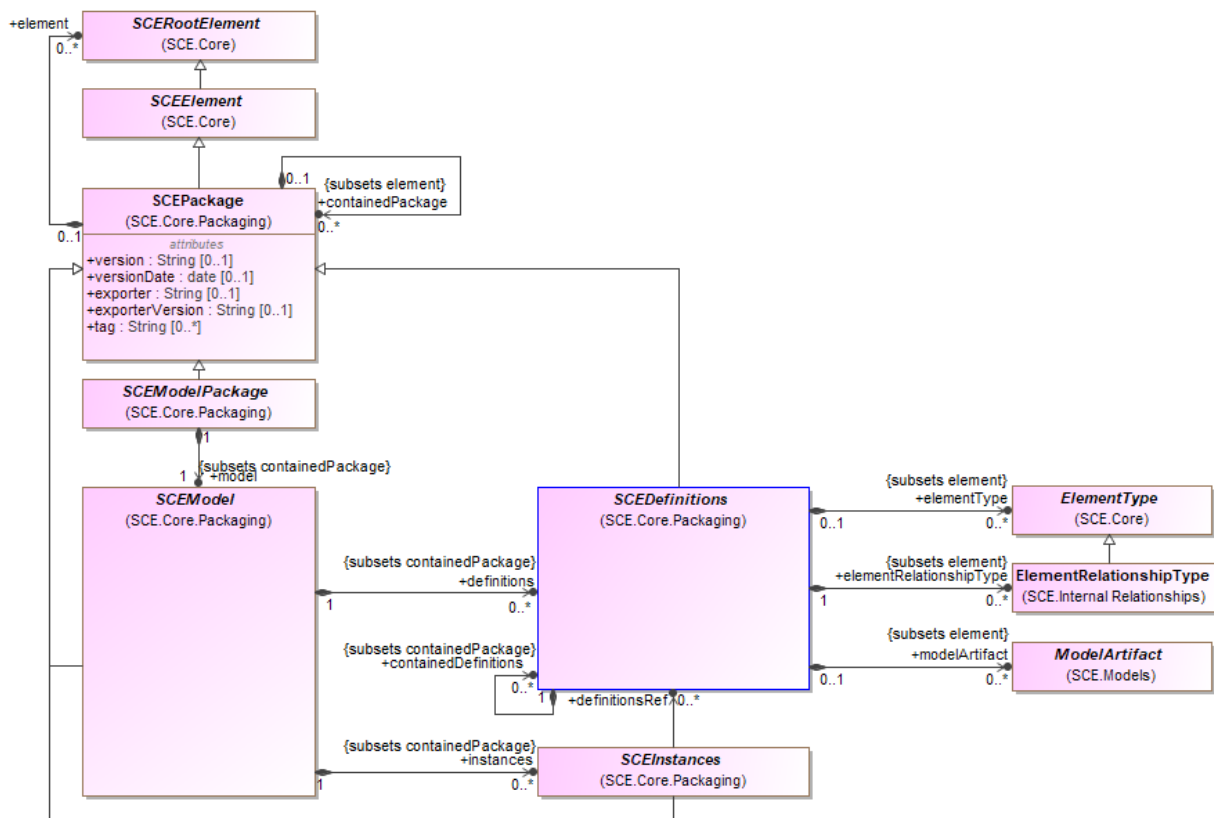 +element
0..*
SCERootElement
(SCE.Core)
SCEElement
(SCE.Core)
0..1
{subsets element}
+containedPackage
0..*
SCEPackage
(SCE.Core.Packaging)
0..1
attributes
+version : String [0..1]
+versionDate : date [0..1]
+exporter : String [0..1]
+exporterVersion : String [0..1]
+tag : String [0..*]
SCEModelPackage
(SCE.Core.Packaging)
1
{subsets containedPackage}
1
+model
SCEModel
(SCE.Core.Packaging)
SCEDefinitions
(SCE.Core.Packaging)
{subsets element}
+elementType
0..1
0..*
ElementType
(SCE.Core)
{subsets containedPackage}
+definitions
1
0..*
{subsets element}
+elementRelationshipType
1
0..*
ElementRelationshipType
(SCE.Internal Relationships)
{subsets containedPackage}
+containedDefinitions
0..*
1
{subsets element}
+modelArtifact
0..1
0..*
ModelArtifact
(SCE.Models)
+definitionsRef
0..*
{subsets containedPackage}
+instances
1
0..*
SCEInstances
(SCE.Core.Packaging)